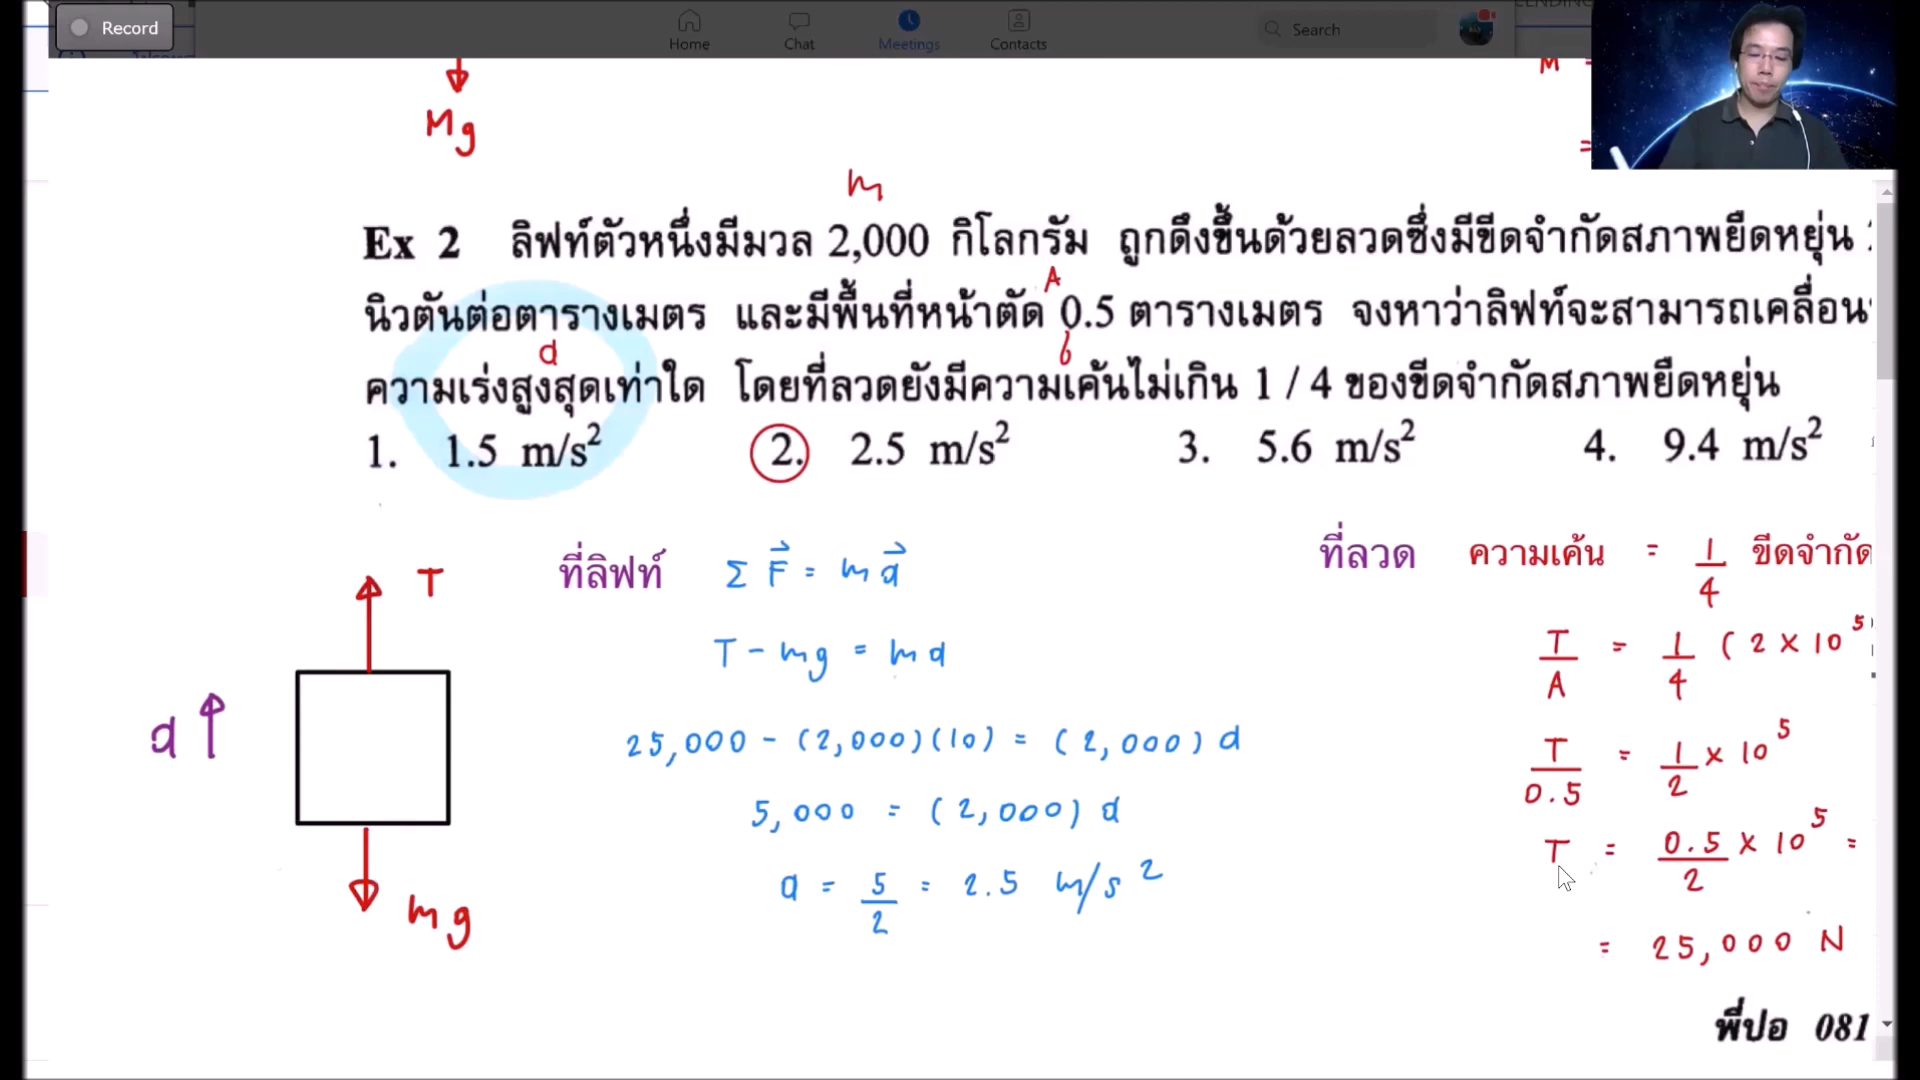 Record
Home
Chat
Meetings
Contacts
Search
Mg
m
Ex 2 ลิฟท์ตัวหนึ่งมีมวล 2,000 กิโลกรัม ถูกดึงขึ้นด้วยลวดซึ่งมีขีดจำกัดสภาพยืดหยุ่น
A
นิวตันต่อตารางเมตร และมีพื้นที่หน้าตัด 0.5 ตารางเมตร จงหาว่าลิฟท์จะสามารถเคลื่อน
a
ความเร่งสูงสุดเท่าใด โดยที่ลวดยังมีความเค้นไม่เกิน 1 / 4 ของขีดจำกัดสภาพยืดหยุ่น
1. 1.5 m/s² 2. 2.5 m/s² 3. 5.6 m/s² 4. 9.4 m/s²
T
a
mg
ที่ลิฟท์ Σ F⃗ = m a⃗
T - mg = ma
25,000 - (2,000)(10) = (2,000) a
5,000 = (2,000) a
a = 5/2 = 2.5 m/s²
ที่ลวด ความเค้น = 1/4 ขีดจำกัด
T/A = 1/4 ( 2 × 10⁵
T/0.5 = 1/2 × 10⁵
T = 0.5/2 × 10⁵ =
= 25,000 N
พี่ปอ 081